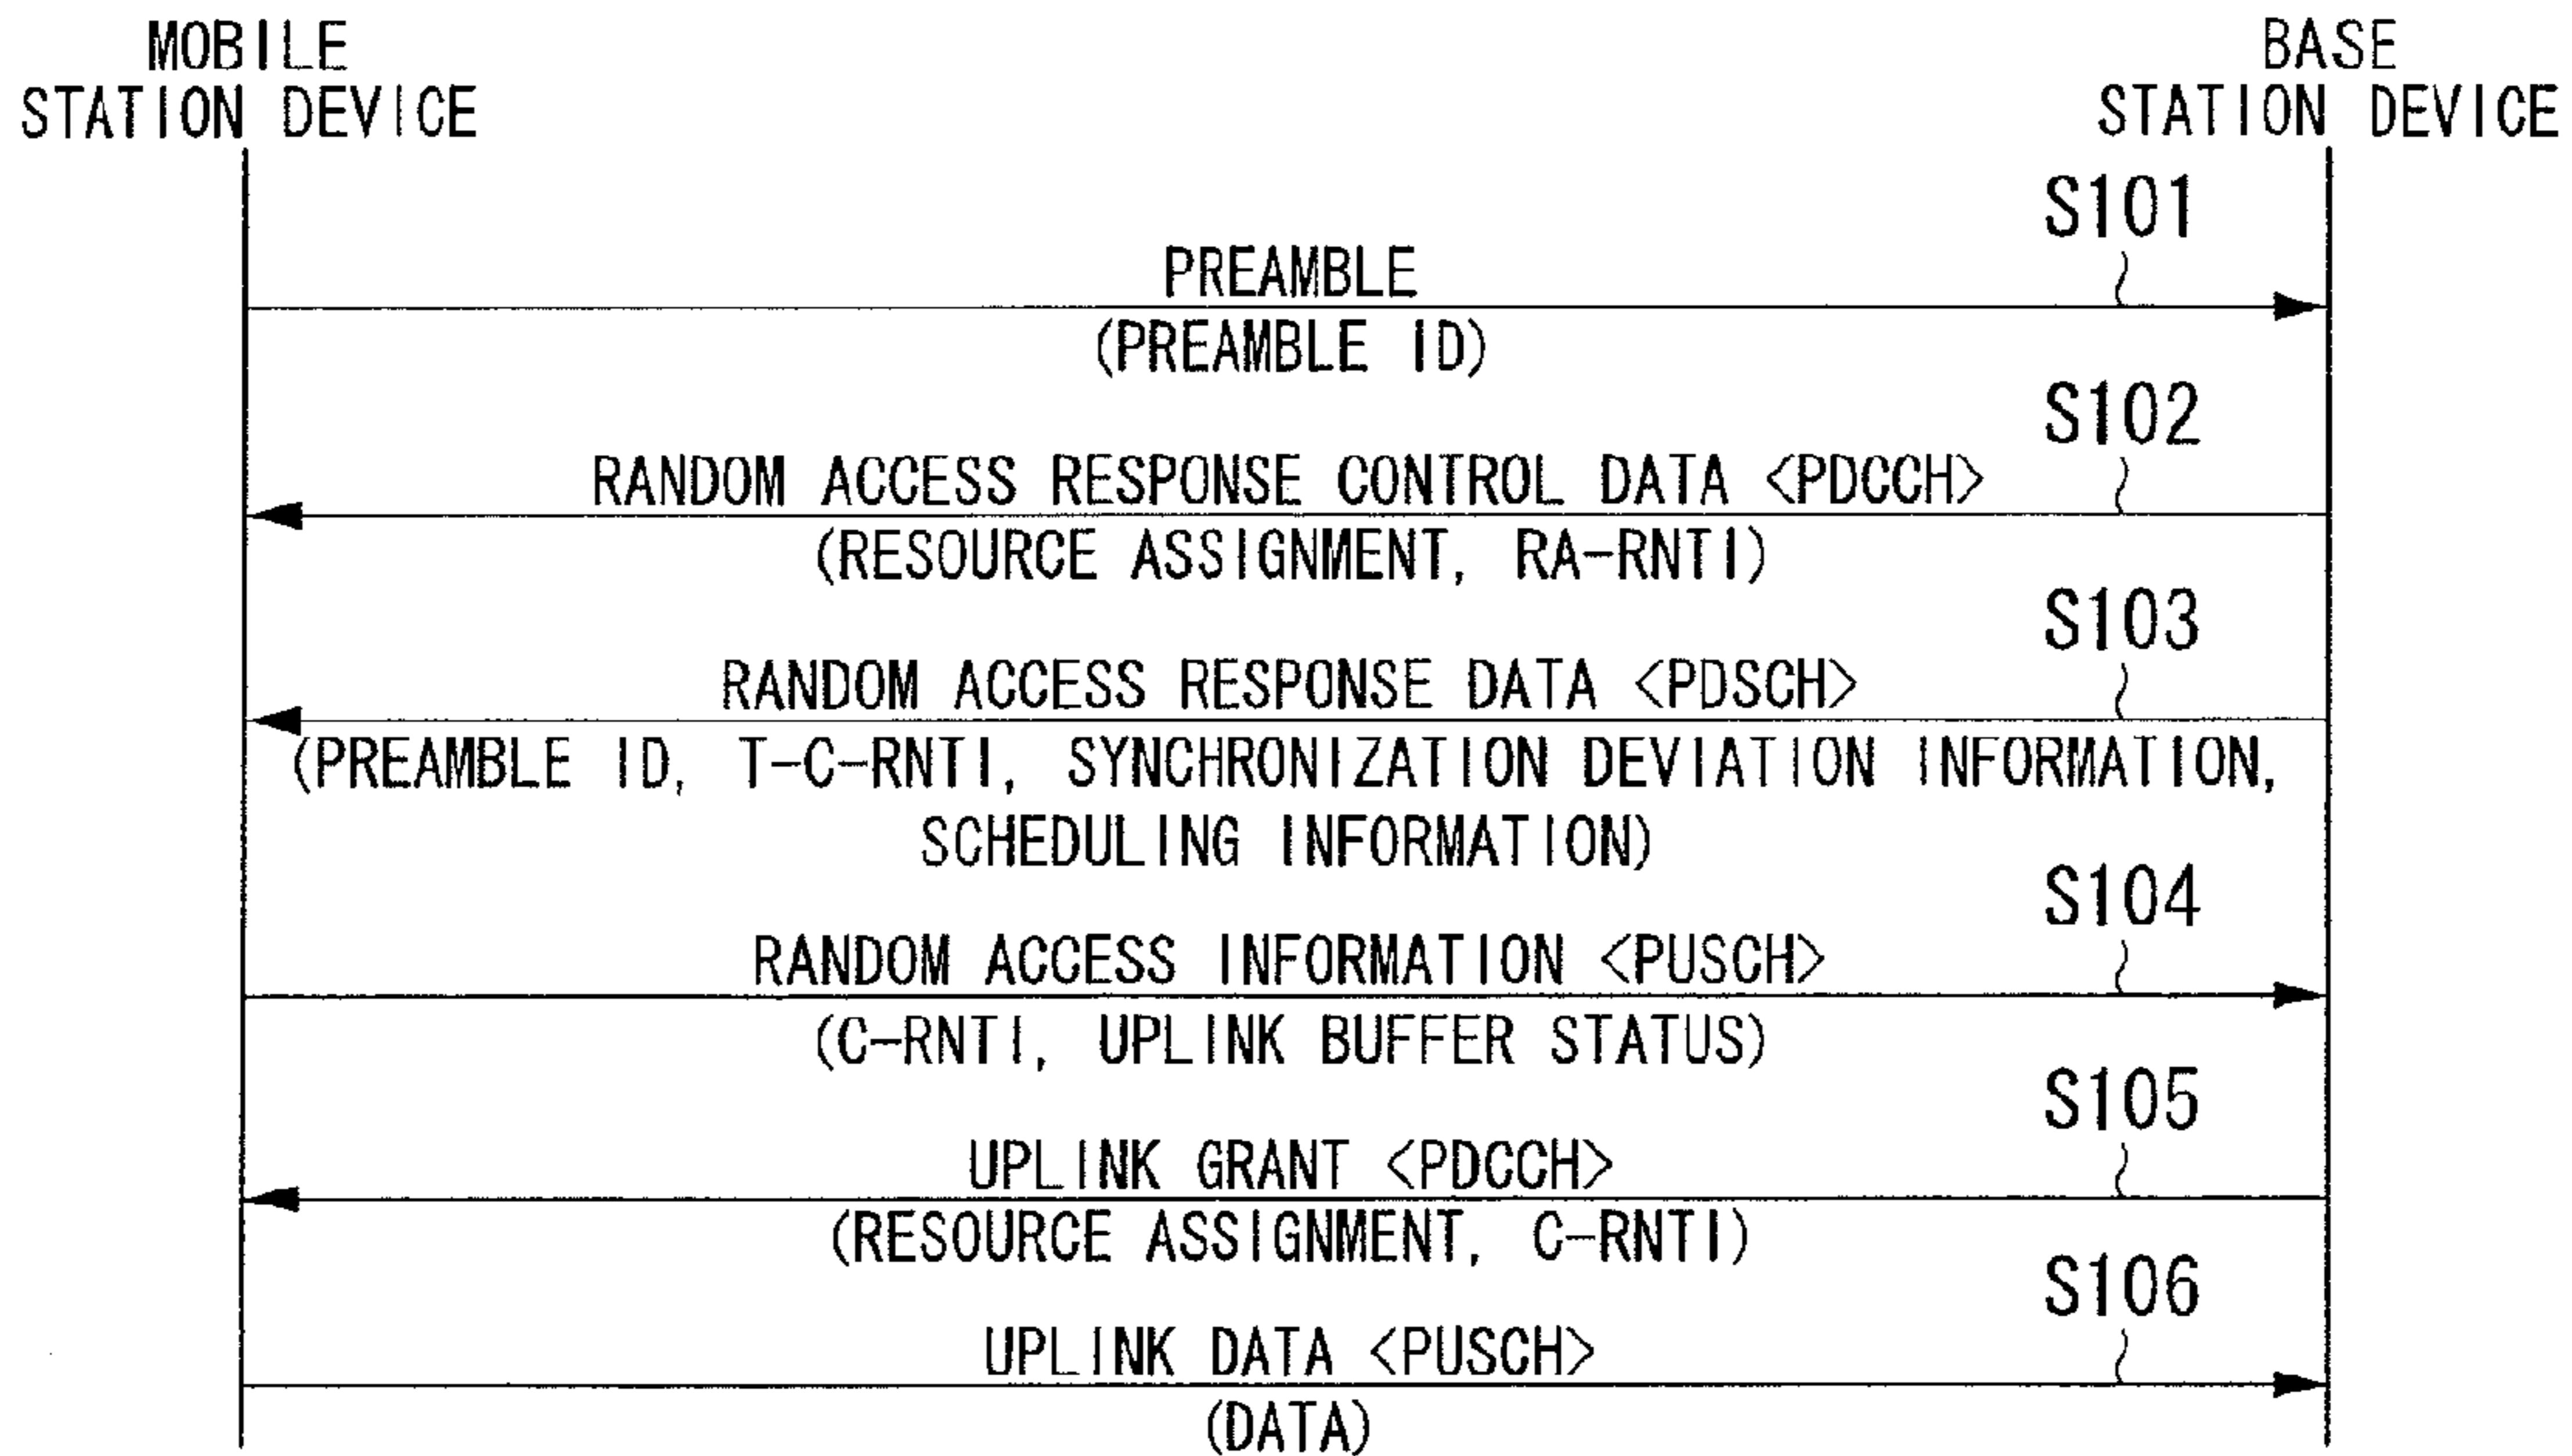 MOBILE
STATION DEVICE
BASE
STATION DEVICE
S101
PREAMBLE
(PREAMBLE ID)
S102
RANDOM ACCESS RESPONSE CONTROL DATA <PDCCH>
(RESOURCE ASSIGNMENT, RA-RNTI)
S103
RANDOM ACCESS RESPONSE DATA <PDSCH>
(PREAMBLE ID, T-C-RNTI, SYNCHRONIZATION DEVIATION INFORMATION,
SCHEDULING INFORMATION)
S104
RANDOM ACCESS INFORMATION <PUSCH>
(C-RNTI, UPLINK BUFFER STATUS)
S105
UPLINK GRANT <PDCCH>
(RESOURCE ASSIGNMENT, C-RNTI)
S106
UPLINK DATA <PUSCH>
(DATA)